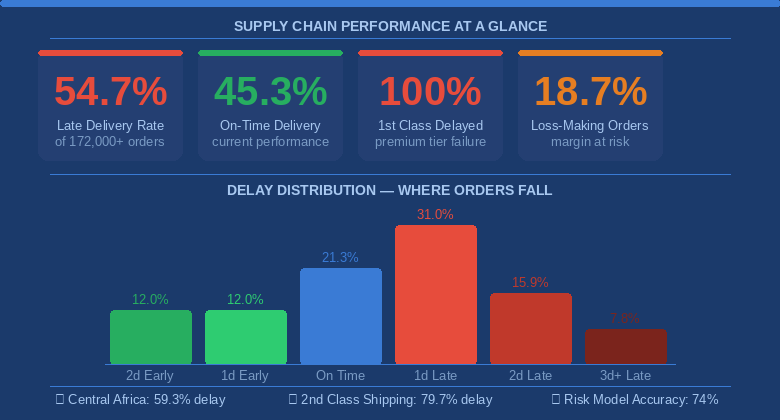 SUPPLY CHAIN PERFORMANCE AT A GLANCE
54.7%
Late Delivery Rate
of 172,000+ orders
45.3%
On-Time Delivery
current performance
100%
1st Class Delayed
premium tier failure
18.7%
Loss-Making Orders
margin at risk
DELAY DISTRIBUTION — WHERE ORDERS FALL
12.0%
12.0%
21.3%
31.0%
15.9%
2d Early
1d Early
On Time
1d Late
2d Late
3d+ Late
Central Africa: 59.3% delay
2nd Class Shipping: 79.7% delay
Risk Model Accuracy: 74%